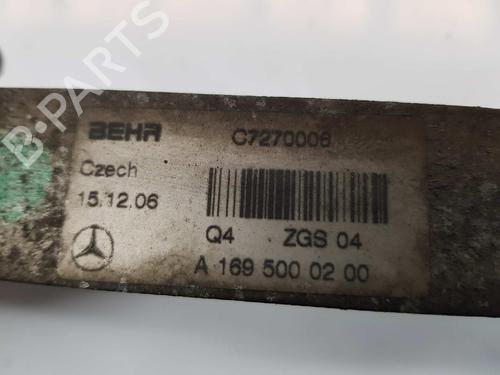 BEHR C7270006
Czech
15.12.06
Q4 ZGS 04
A 169 500 02 00
B-PARTS